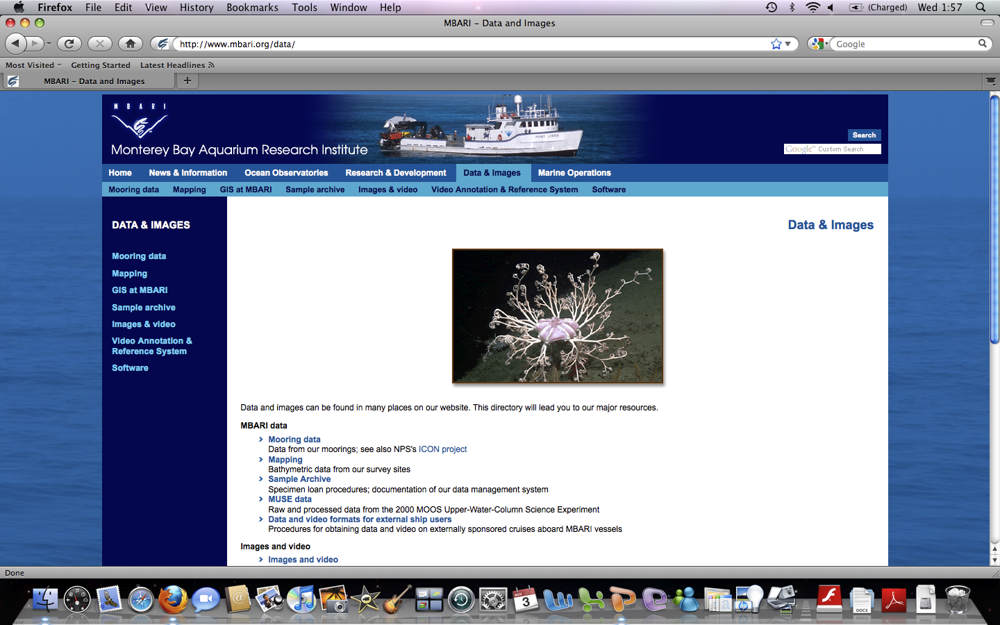 Firefox File Edit View History Bookmarks Tools Window Help (Charged) Wed 1:57
MBARI – Data and Images
http://www.mbari.org/data/ Google
Most Visited Getting Started Latest Headlines
MBARI – Data and Images
MBARI
Monterey Bay Aquarium Research Institute
POINT LOBOS
Search
Google™ Custom Search
Home News & Information Ocean Observatories Research & Development Data & Images Marine Operations
Mooring data Mapping GIS at MBARI Sample archive Images & video Video Annotation & Reference System Software
DATA & IMAGES
Mooring data
Mapping
GIS at MBARI
Sample archive
Images & video
Video Annotation &
Reference System
Software
Data & Images
Data and images can be found in many places on our website. This directory will lead you to our major resources.
MBARI data
Mooring data
Data from our moorings; see also NPS's ICON project
Mapping
Bathymetric data from our survey sites
Sample Archive
Specimen loan procedures; documentation of our data management system
MUSE data
Raw and processed data from the 2000 MOOS Upper-Water-Column Science Experiment
Data and video formats for external ship users
Procedures for obtaining data and video on externally sponsored cruises aboard MBARI vessels
Images and video
Images and video
Done
NOV
3
DOCX